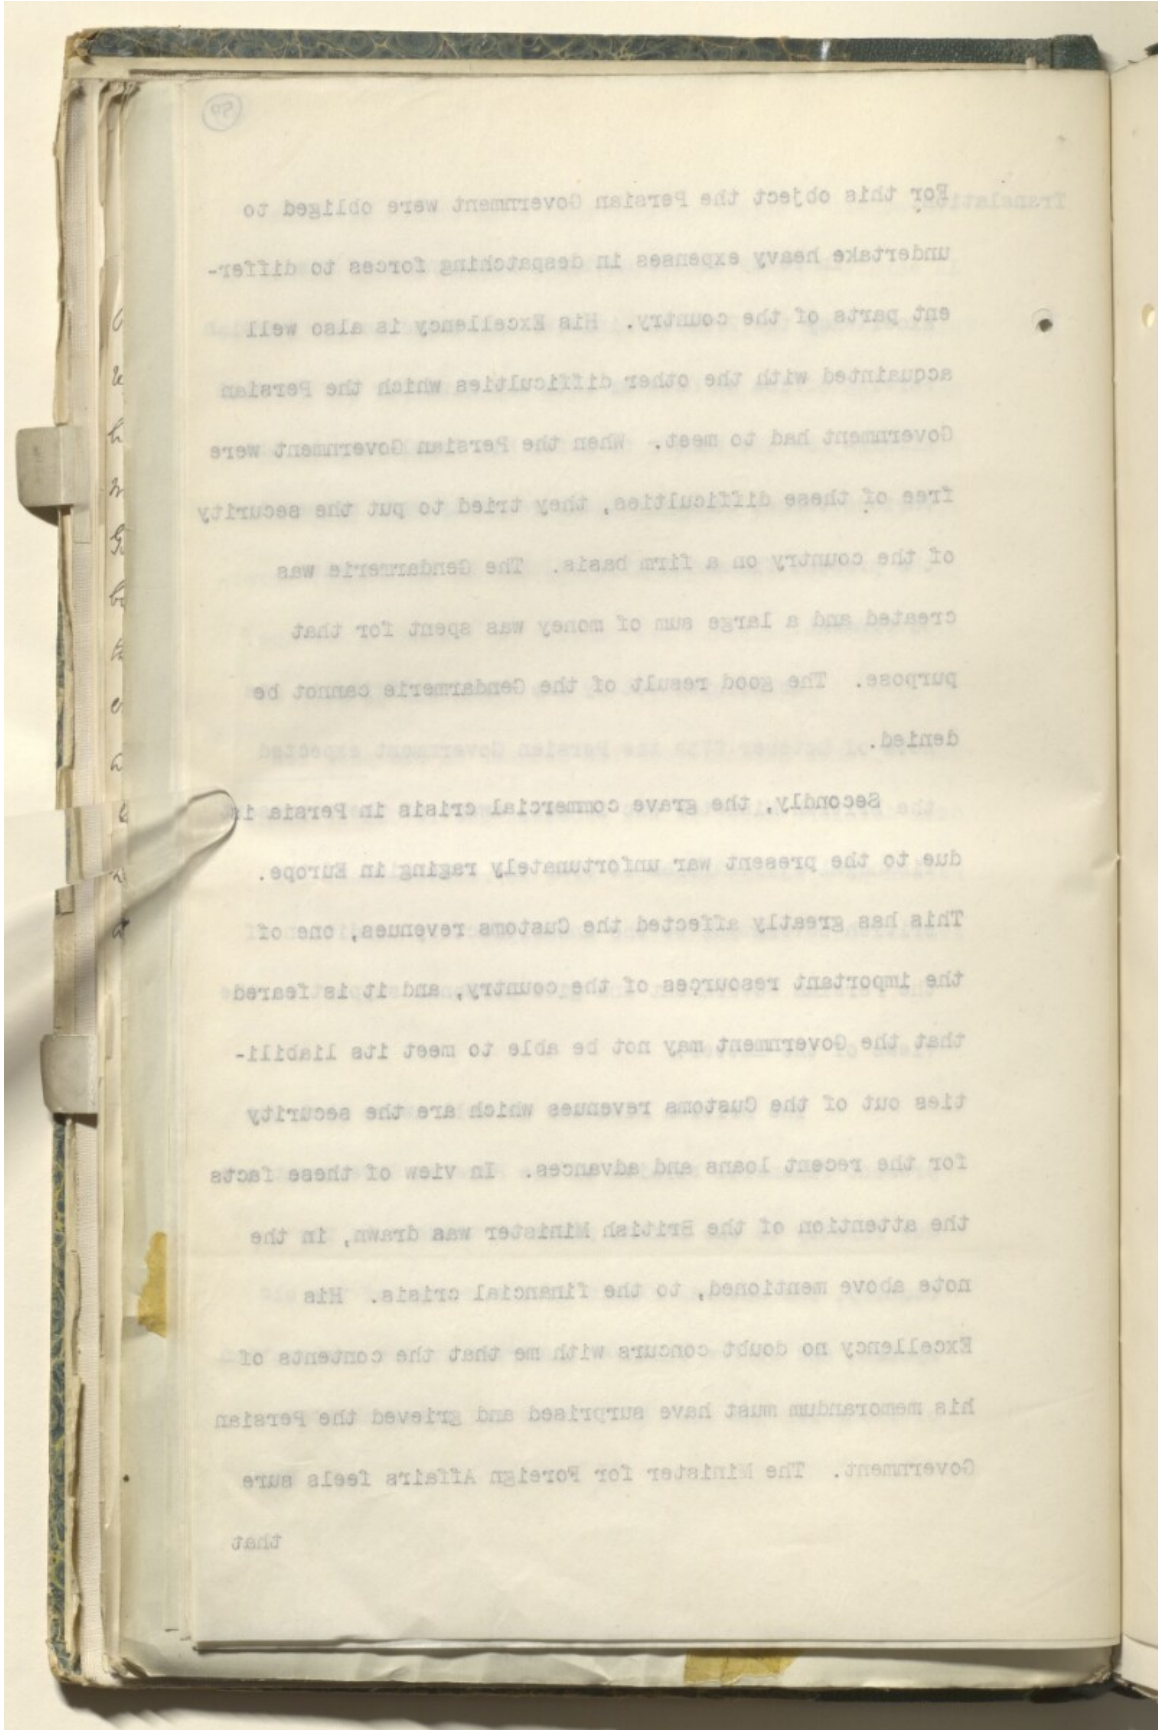 50
Translation.
For this object the Persian Government were obliged to
undertake heavy expenses in despatching forces to differ-
ent parts of the country. His Excellency is also well
acquainted with the other difficulties which the Persian
Government had to meet. When the Persian Government were
free of these difficulties, they tried to put the security
of the country on a firm basis. The Gendarmerie was
created and a large sum of money was spent for that
purpose. The good result of the Gendarmerie cannot be
denied.
the Persian Government expected
Secondly, the grave commercial crisis in Persia is
due to the present war unfortunately raging in Europe.
This has greatly affected the Customs revenues, one of
the important resources of the country, and it is feared
that the Government may not be able to meet its liabili-
ties out of the Customs revenues which are the security
for the recent loans and advances. In view of these facts
the attention of the British Minister was drawn, in the
note above mentioned, to the financial crisis. His
Excellency no doubt concurs with me that the contents of
his memorandum must have surprised and grieved the Persian
Government. The Minister for Foreign Affairs feels sure
that